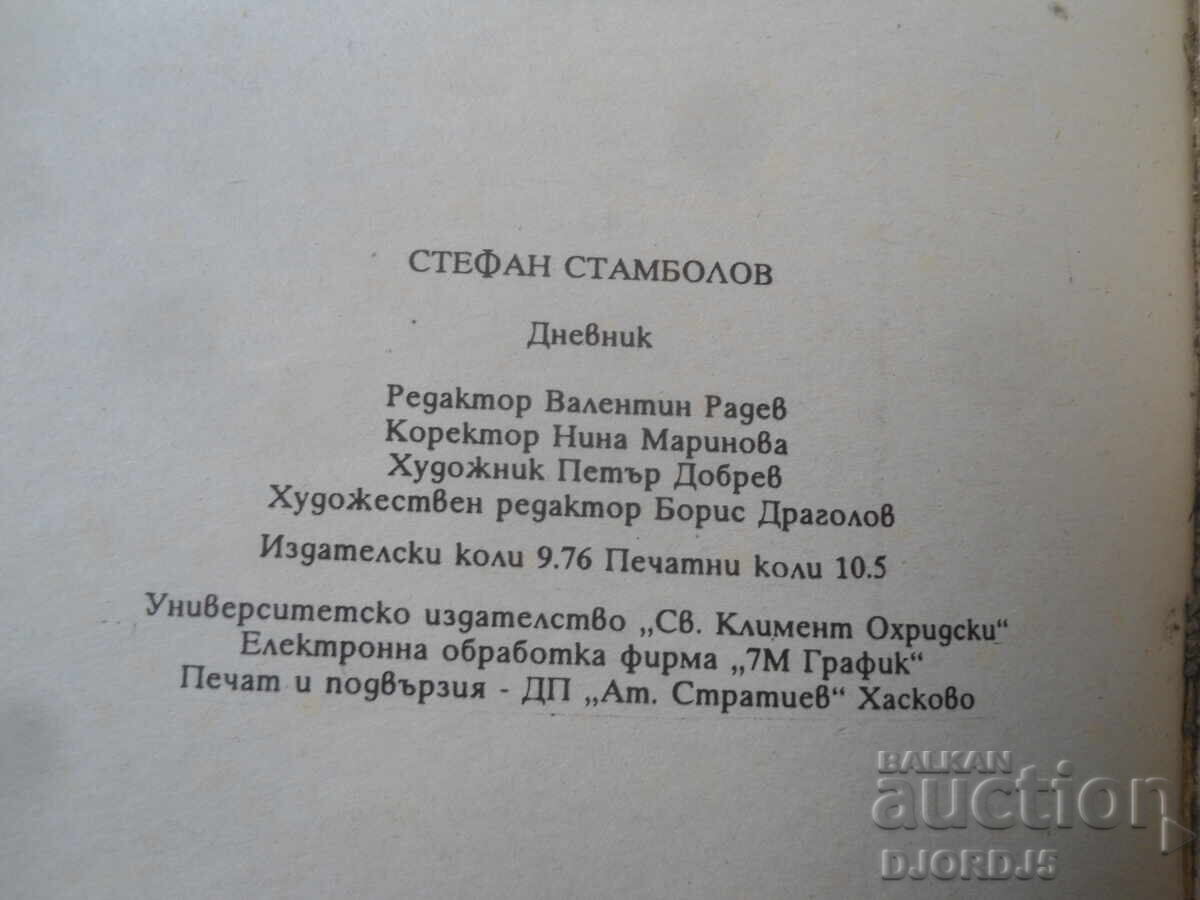 СТЕФАН СТАМБОЛОВ
Дневник
Редактор Валентин Радев
Коректор Нина Маринова
Художник Петър Добрев
Художествен редактор Борис Драголов
Издателски коли 9.76 Печатни коли 10.5
Университетско издателство „Св. Климент Охридски“
Електронна обработка фирма „7М График“
Печат и подвързия - ДП „Ат. Стратиев“ Хасково
BALKAN
auction
DJORDJ5